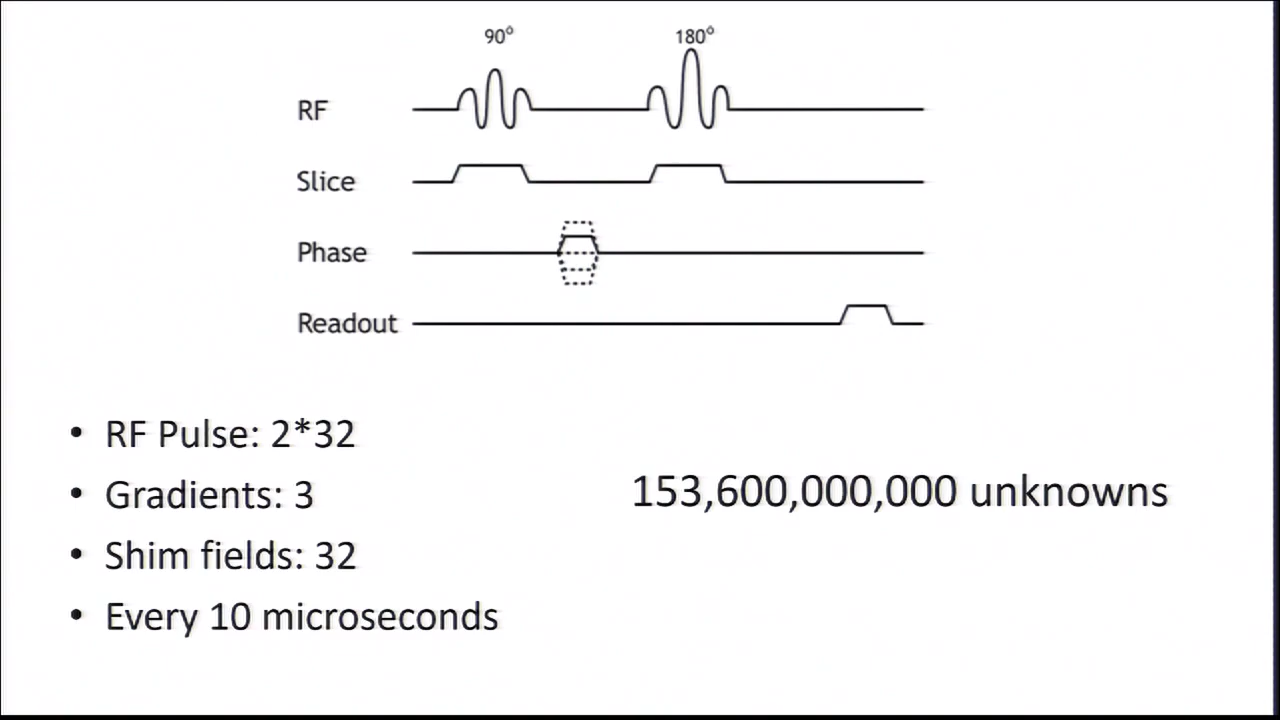 90° 180°
RF
Slice
Phase
Readout
• RF Pulse: 2*32
• Gradients: 3
• Shim fields: 32
• Every 10 microseconds
153,600,000,000 unknowns